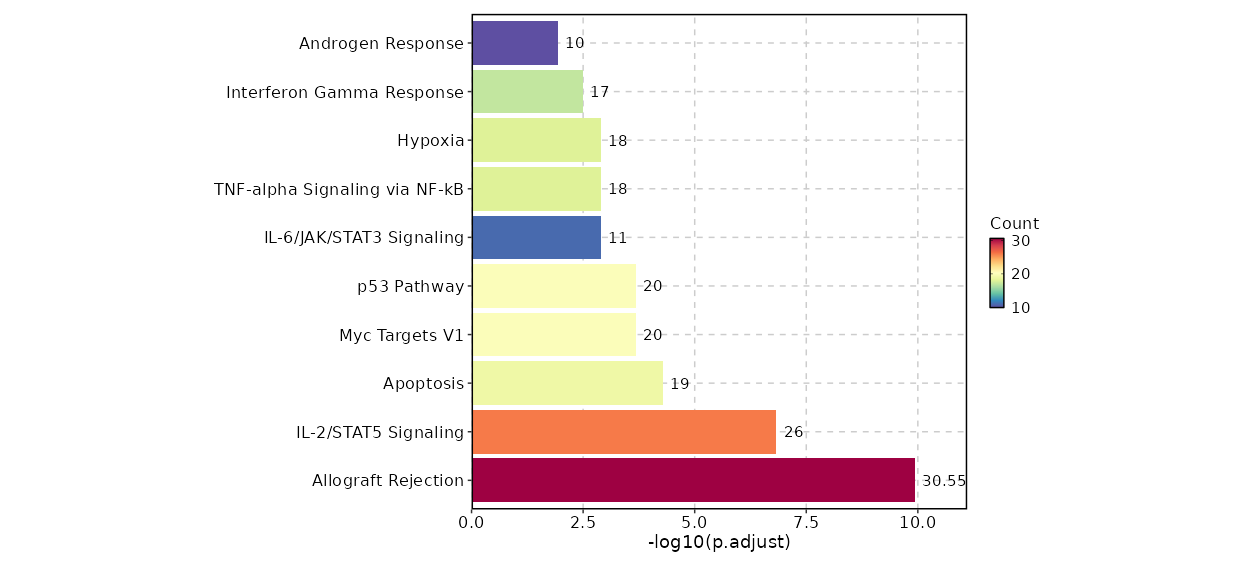 Androgen Response 10
Interferon Gamma Response 17
Hypoxia 18
TNF-alpha Signaling via NF-kB 18
IL-6/JAK/STAT3 Signaling 11
p53 Pathway 20
Myc Targets V1 20
Apoptosis 19
IL-2/STAT5 Signaling 26
Allograft Rejection 30.55
0.0 2.5 5.0 7.5 10.0
-log10(p.adjust)
Count
30
20
10